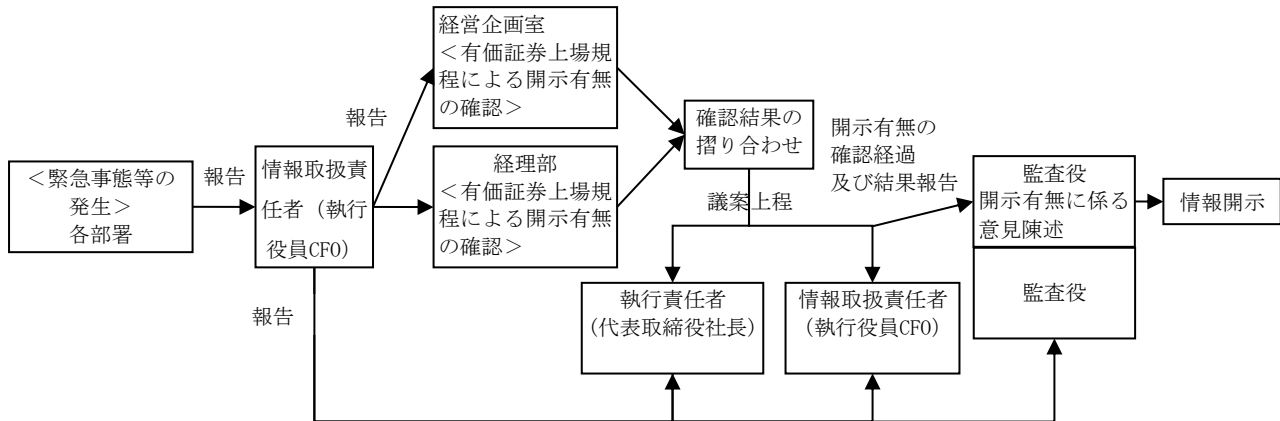 <緊急事態等の
発生>
各部署
報告
情報取扱責
任者（執行
役員CFO）
報告
経営企画室
<有価証券上場規
程による開示有無
の確認>
経理部
<有価証券上場規
程による開示有無
の確認>
確認結果の
摺り合わせ
議案上程
開示有無の
確認経過
及び結果報告
監査役
開示有無に係る
意見陳述
情報開示
報告
執行責任者
(代表取締役社長)
情報取扱責任者
(執行役員CFO)
監査役